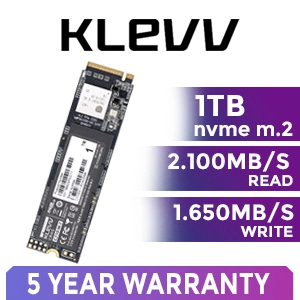 KLEVV
1TB
nvme m.2
2.100MB/S
READ
1.650MB/S
WRITE
5 YEAR WARRANTY